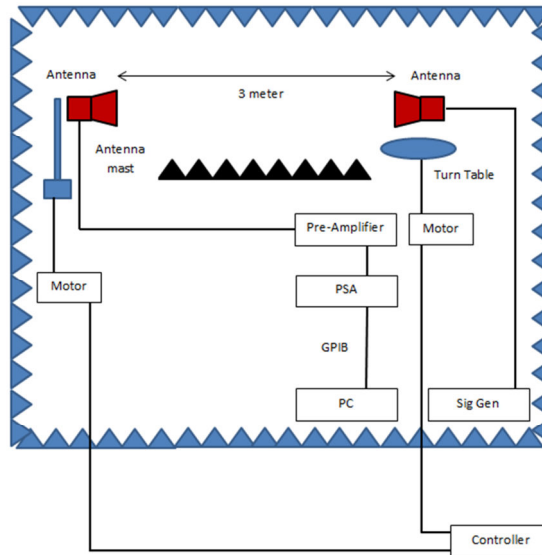 Antenna
Antenna
3 meter
Antenna
mast
Turn Table
Pre-Amplifier
Motor
Motor
PSA
GPIB
PC
Sig Gen
Controller